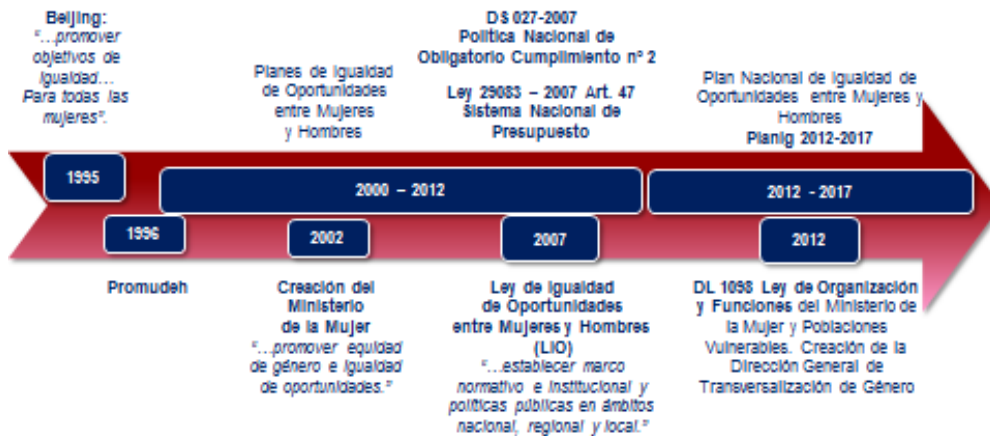 Beijing:
"…promover
objetivos de
igualdad…
Para todas las
mujeres".
Planes de Igualdad
de Oportunidades
entre Mujeres
y Hombres
DS 027-2007
Política Nacional de
Obligatorio Cumplimiento nº 2
Ley 29083 – 2007 Art. 47
Sistema Nacional de
Presupuesto
Plan Nacional de Igualdad de
Oportunidades entre Mujeres y
Hombres
Planig 2012-2017
1995
2000 – 2012
2012 - 2017
1996
2002
2007
2012
Promudeh
Creación del
Ministerio
de la Mujer
"…promover equidad
de género e igualdad
de oportunidades."
Ley de Igualdad
de Oportunidades
entre Mujeres y Hombres
(LIO)
"…establecer marco
normativo e institucional y
políticas públicas en ámbitos
nacional, regional y local."
DL 1098 Ley de Organización
y Funciones del Ministerio de
la Mujer y Poblaciones
Vulnerables. Creación de la
Dirección General de
Transversalización de Género